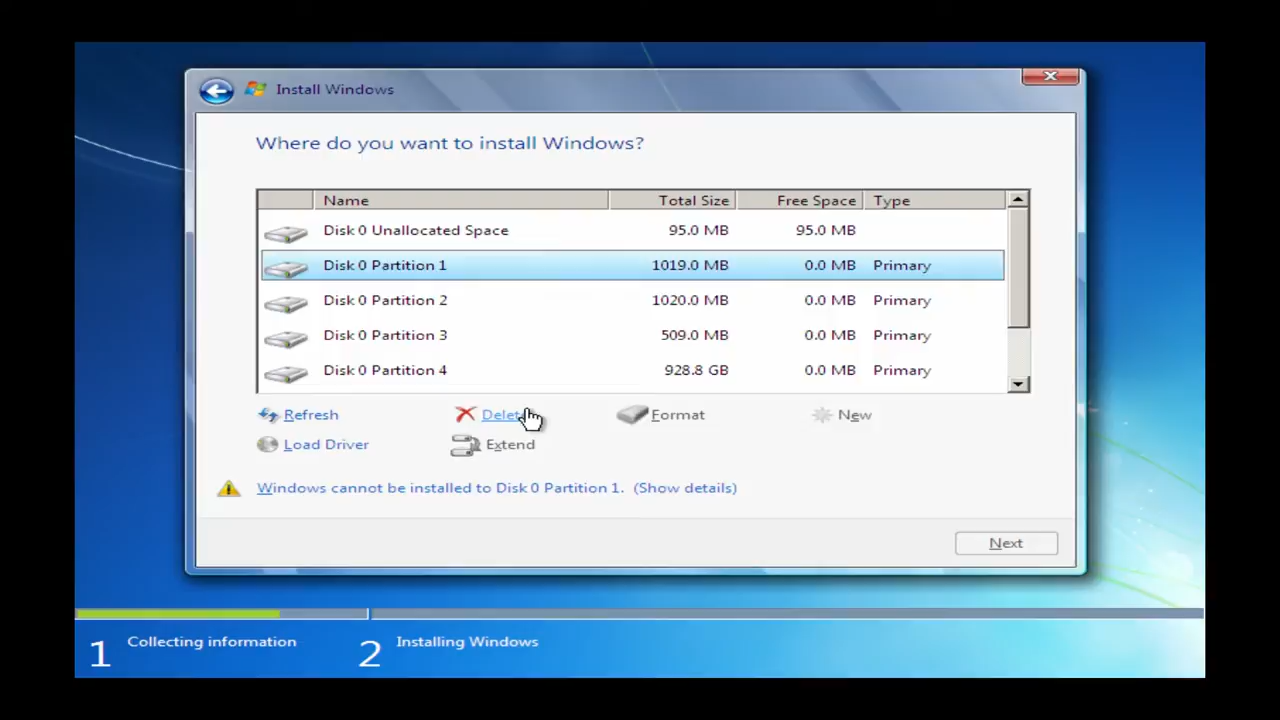 Install Windows
Where do you want to install Windows?
Name Total Size Free Space Type
Disk 0 Unallocated Space 95.0 MB 95.0 MB
Disk 0 Partition 1 1019.0 MB 0.0 MB Primary
Disk 0 Partition 2 1020.0 MB 0.0 MB Primary
Disk 0 Partition 3 509.0 MB 0.0 MB Primary
Disk 0 Partition 4 928.8 GB 0.0 MB Primary
Refresh Delete Format New
Load Driver Extend
Windows cannot be installed to Disk 0 Partition 1. (Show details)
Next
1 Collecting information 2 Installing Windows